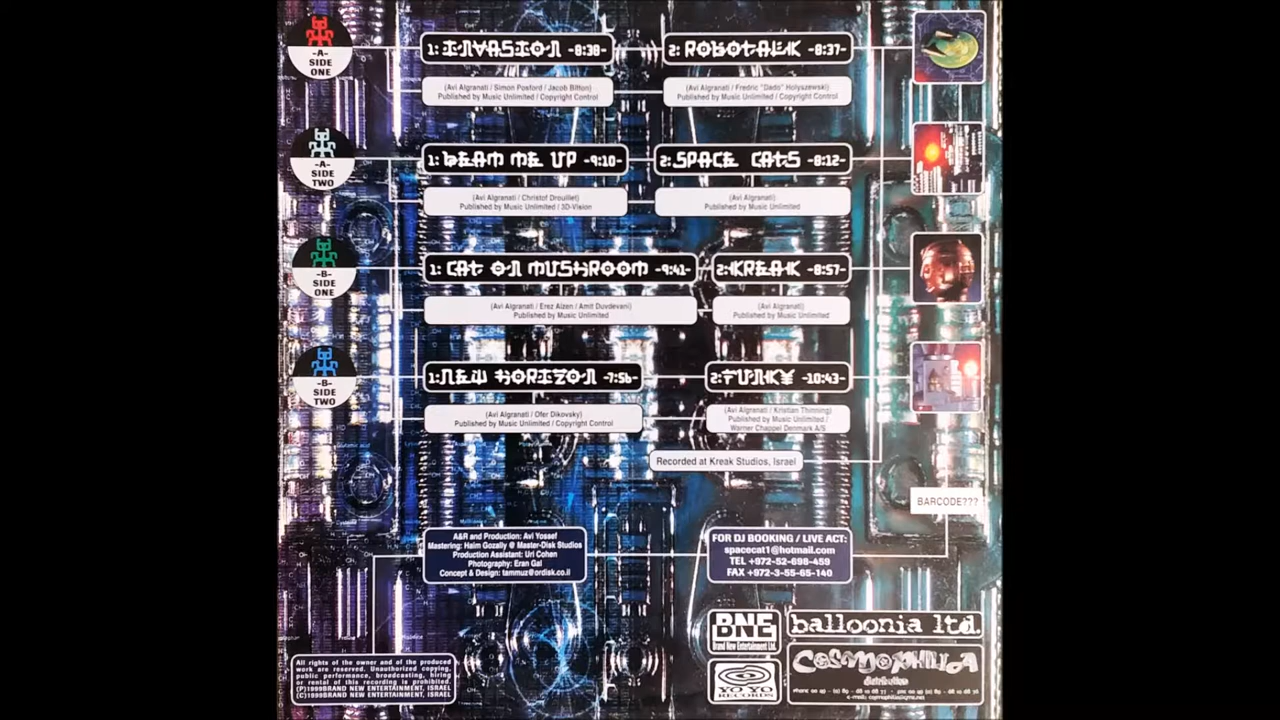 -A-
SIDE
ONE
1: INVASION -8:38-
2: ROBOTALK -8:37-
(Avi Algranati / Simon Posford / Jacob Bitton)
Published by Music Unlimited / Copyright Control
(Avi Algranati / Fredric "Dado" Holyszewski)
Published by Music Unlimited / Copyright Control
-A-
SIDE
TWO
1: BEAM ME UP -9:10-
2: SPACE CATS -8:12-
(Avi Algranati / Christof Drouillet)
Published by Music Unlimited / 3D-Vision
(Avi Algranati)
Published by Music Unlimited
-B-
SIDE
ONE
1: CAT ON MUSHROOM -9:41-
2: KREAK -8:57-
(Avi Algranati / Erez Aizen / Amit Duvdevani)
Published by Music Unlimited
(Avi Algranati)
Published by Music Unlimited
-B-
SIDE
TWO
1: NEW HORIZON -7:56-
2: FUNKY -10:43-
(Avi Algranati / Ofer Dikovsky)
Published by Music Unlimited / Copyright Control
(Avi Algranati / Kristian Thinning)
Published by Music Unlimited /
Warner Chappel Denmark A/S
Recorded at Kreak Studios, Israel
BARCODE???
A&R and Production: Avi Yossef
Mastering: Haim Gozally @ Master-Disk Studios
Production Assistant: Uri Cohen
Photography: Eran Gal
Concept & Design: tammuz@ordisk.co.il
FOR DJ BOOKING / LIVE ACT:
spacecat1@hotmail.com
TEL +972-52-698-459
FAX +972-3-55-65-140
BNE
Brand New Entertainment Ltd.
balloonia ltd.
COSMOPHILIA
distribution
YO YO
RECORDS
All rights of the owner and of the produced
work are reserved. Unauthorized copying,
public performance, broadcasting, hiring
or rental of this recording is prohibited.
(P)1999BRAND NEW ENTERTAINMENT, ISRAEL
(C)1999BRAND NEW ENTERTAINMENT, ISRAEL